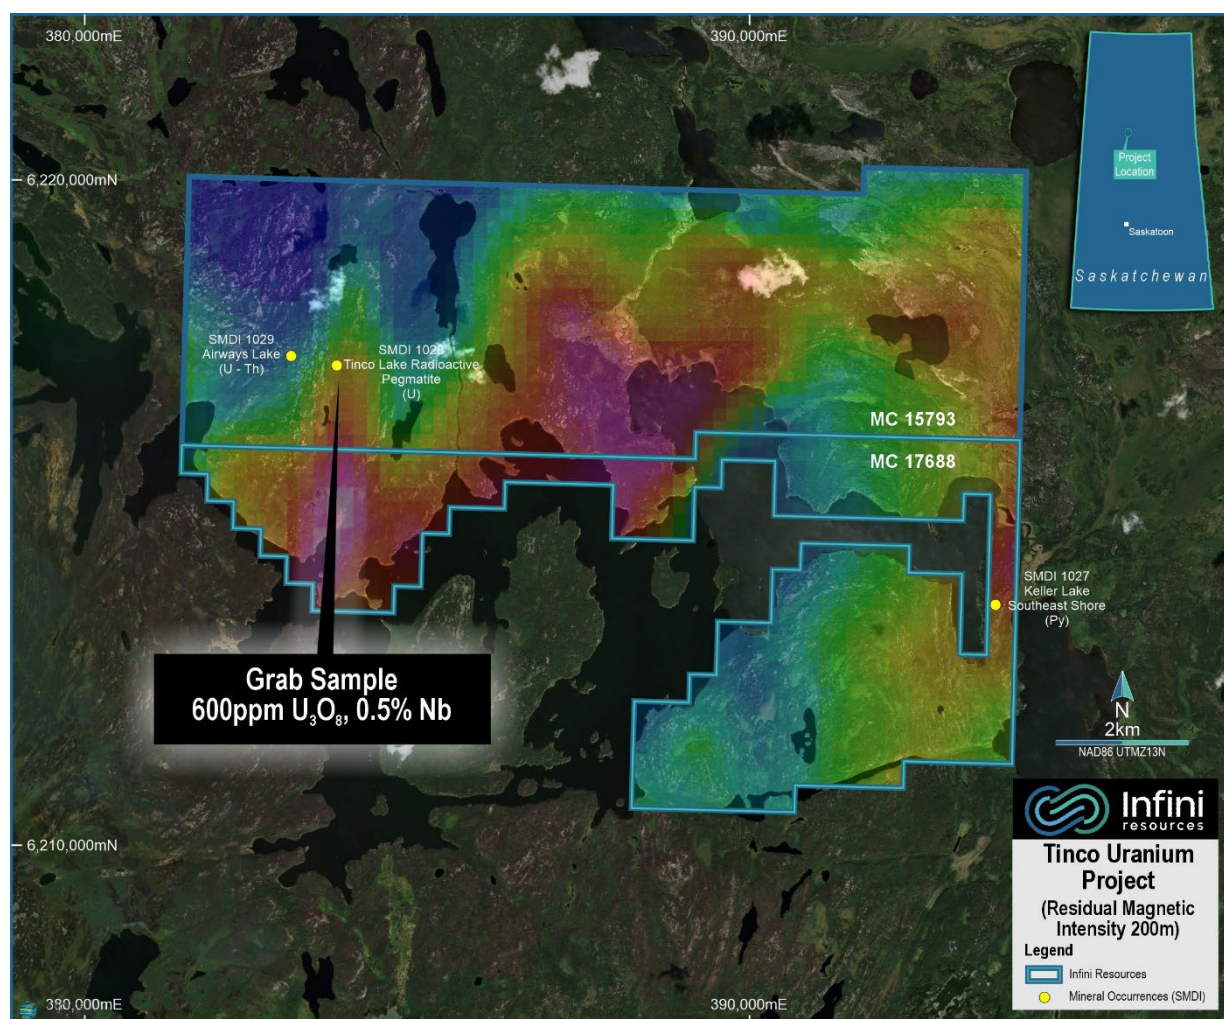 380,000mE
390,000mE
6,220,000mN
Project
Location
Saskatoon
Saskatchewan
SMDI 1029
Airways Lake
(U - Th)
SMDI 1028
Tinco Lake Radioactive
Pegmatite
(U)
MC 15793
MC 17688
SMDI 1027
Keller Lake
Southeast Shore
(Py)
Grab Sample
600ppm U₃O₈, 0.5% Nb
N
2km
NAD86 UTMZ13N
6,210,000mN
Infini
resources
Tinco Uranium
Project
(Residual Magnetic
Intensity 200m)
Legend
Infini Resources
Mineral Occurrences (SMDI)
380,000mE
390,000mE